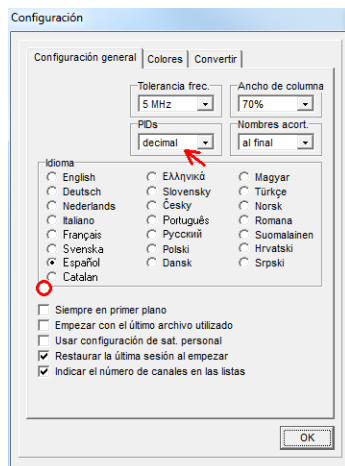 Configuración
Configuración general
Colores
Convertir
Tolerancia frec.
Ancho de columna
5 MHz
70%
PIDs
Nombres acort.
decimal
al final
Idioma
English
Ελληνικά
Magyar
Deutsch
Slovensky
Türkçe
Nederlands
Česky
Norsk
Italiano
Português
Romana
Français
Русский
Suomalainen
Svenska
Polski
Hrvatski
Español
Dansk
Srpski
Catalan
Siempre en primer plano
Empezar con el último archivo utilizado
Usar configuración de sat. personal
Restaurar la última sesión al empezar
Indicar el número de canales en las listas
OK